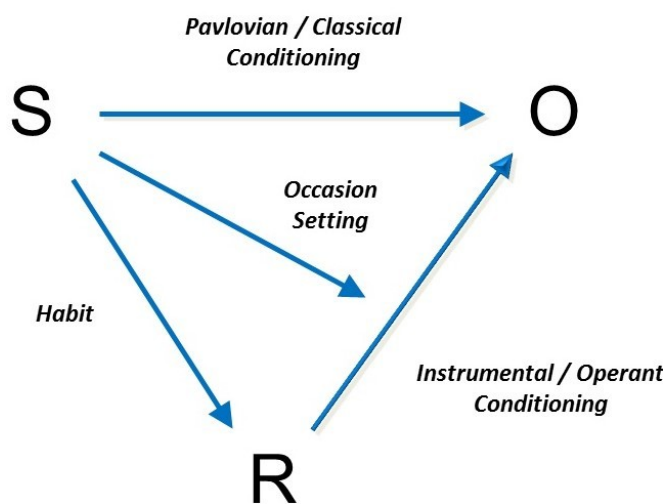 Pavlovian / Classical
Conditioning
S
O
Occasion
Setting
Habit
Instrumental / Operant
Conditioning
R